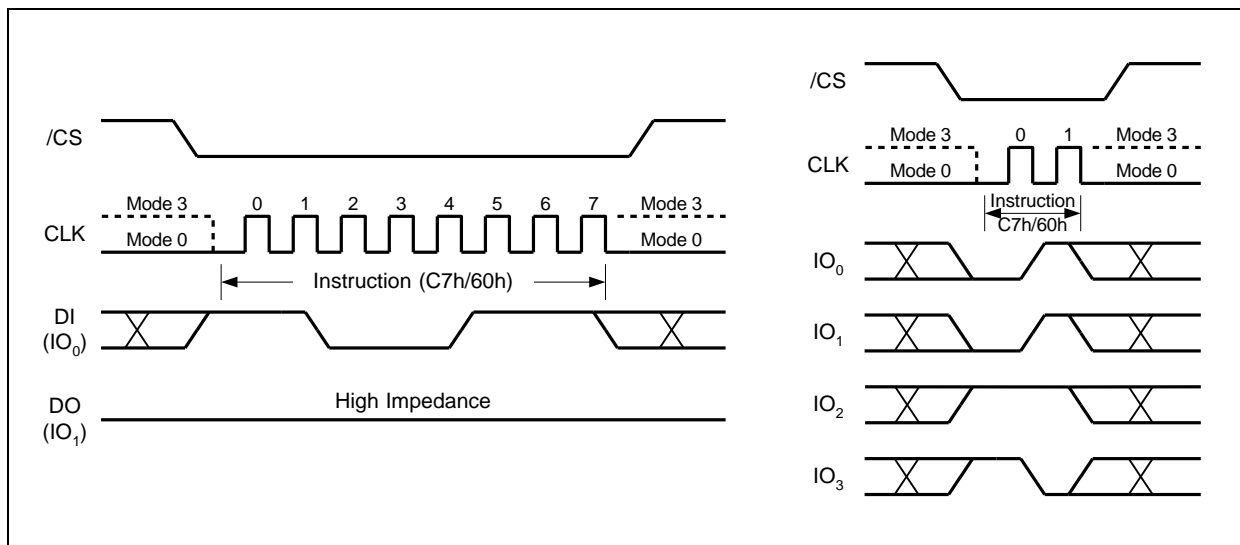 /CS
Mode 3 0 1 2 3 4 5 6 7 Mode 3
CLK Mode 0 Mode 0
Instruction (C7h/60h)
DI
(IO0)
DO High Impedance
(IO1)
/CS
Mode 3 0 1 Mode 3
CLK Mode 0 Mode 0
Instruction
C7h/60h
IO0
IO1
IO2
IO3